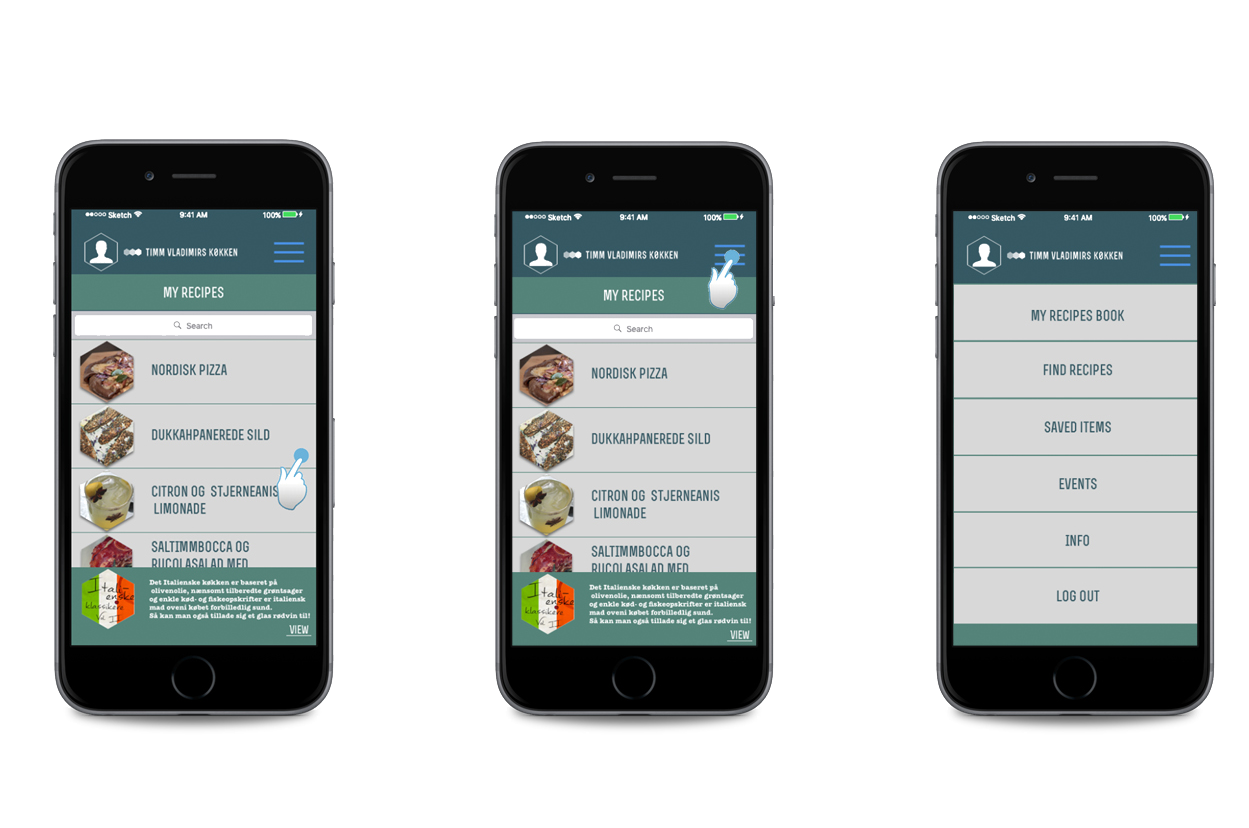 Sketch 9:41 AM 100%
TIMM VLADIMIRS KØKKEN
MY RECIPES
Search
NORDISK PIZZA
DUKKAHPANEREDE SILD
CITRON OG STJERNEANIS
LIMONADE
SALTIMMBOCCA OG
RUCOLASALAD MED
Itali-
enske
klassikere
Vol II
Det Italienske køkken er baseret på
olivenolie, nænsomt tilberedte grøntsager
og enkle kød- og fiskeopskrifter er italiensk
mad oveni købet forbilledlig sund.
Så kan man også tillade sig et glas rødvin til!
VIEW
Sketch 9:41 AM 100%
TIMM VLADIMIRS KØKKEN
MY RECIPES
Search
NORDISK PIZZA
DUKKAHPANEREDE SILD
CITRON OG STJERNEANIS
LIMONADE
SALTIMMBOCCA OG
RUCOLASALAD MED
Itali-
enske
klassikere
Vol II
Det Italienske køkken er baseret på
olivenolie, nænsomt tilberedte grøntsager
og enkle kød- og fiskeopskrifter er italiensk
mad oveni købet forbilledlig sund.
Så kan man også tillade sig et glas rødvin til!
VIEW
Sketch 9:41 AM 100%
TIMM VLADIMIRS KØKKEN
MY RECIPES BOOK
FIND RECIPES
SAVED ITEMS
EVENTS
INFO
LOG OUT